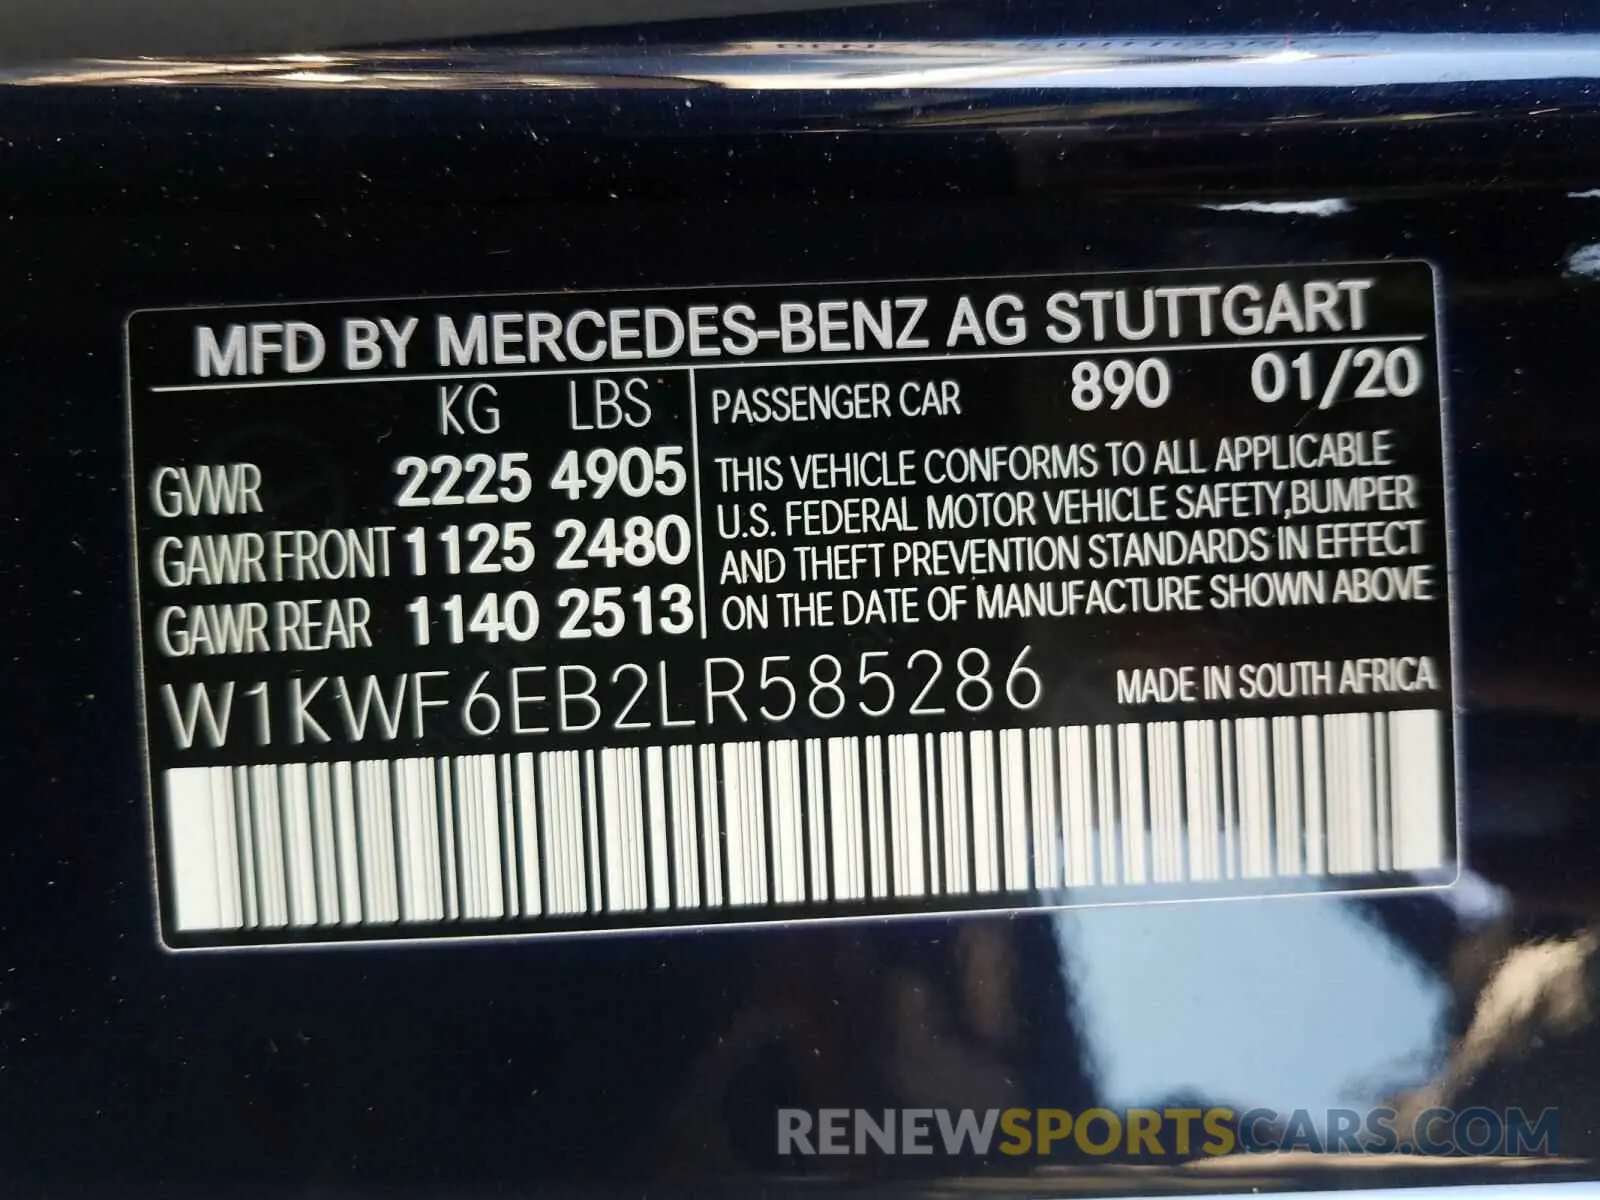 MFD BY MERCEDES-BENZ AG STUTTGART
KG LBS
GVWR 2225 4905
GAWR FRONT 1125 2480
GAWR REAR 1140 2513
PASSENGER CAR 890 01/20
THIS VEHICLE CONFORMS TO ALL APPLICABLE
U.S. FEDERAL MOTOR VEHICLE SAFETY,BUMPER
AND THEFT PREVENTION STANDARDS IN EFFECT
ON THE DATE OF MANUFACTURE SHOWN ABOVE
W1KWF6EB2LR585286 MADE IN SOUTH AFRICA
RENEWSPORTSCARS.COM